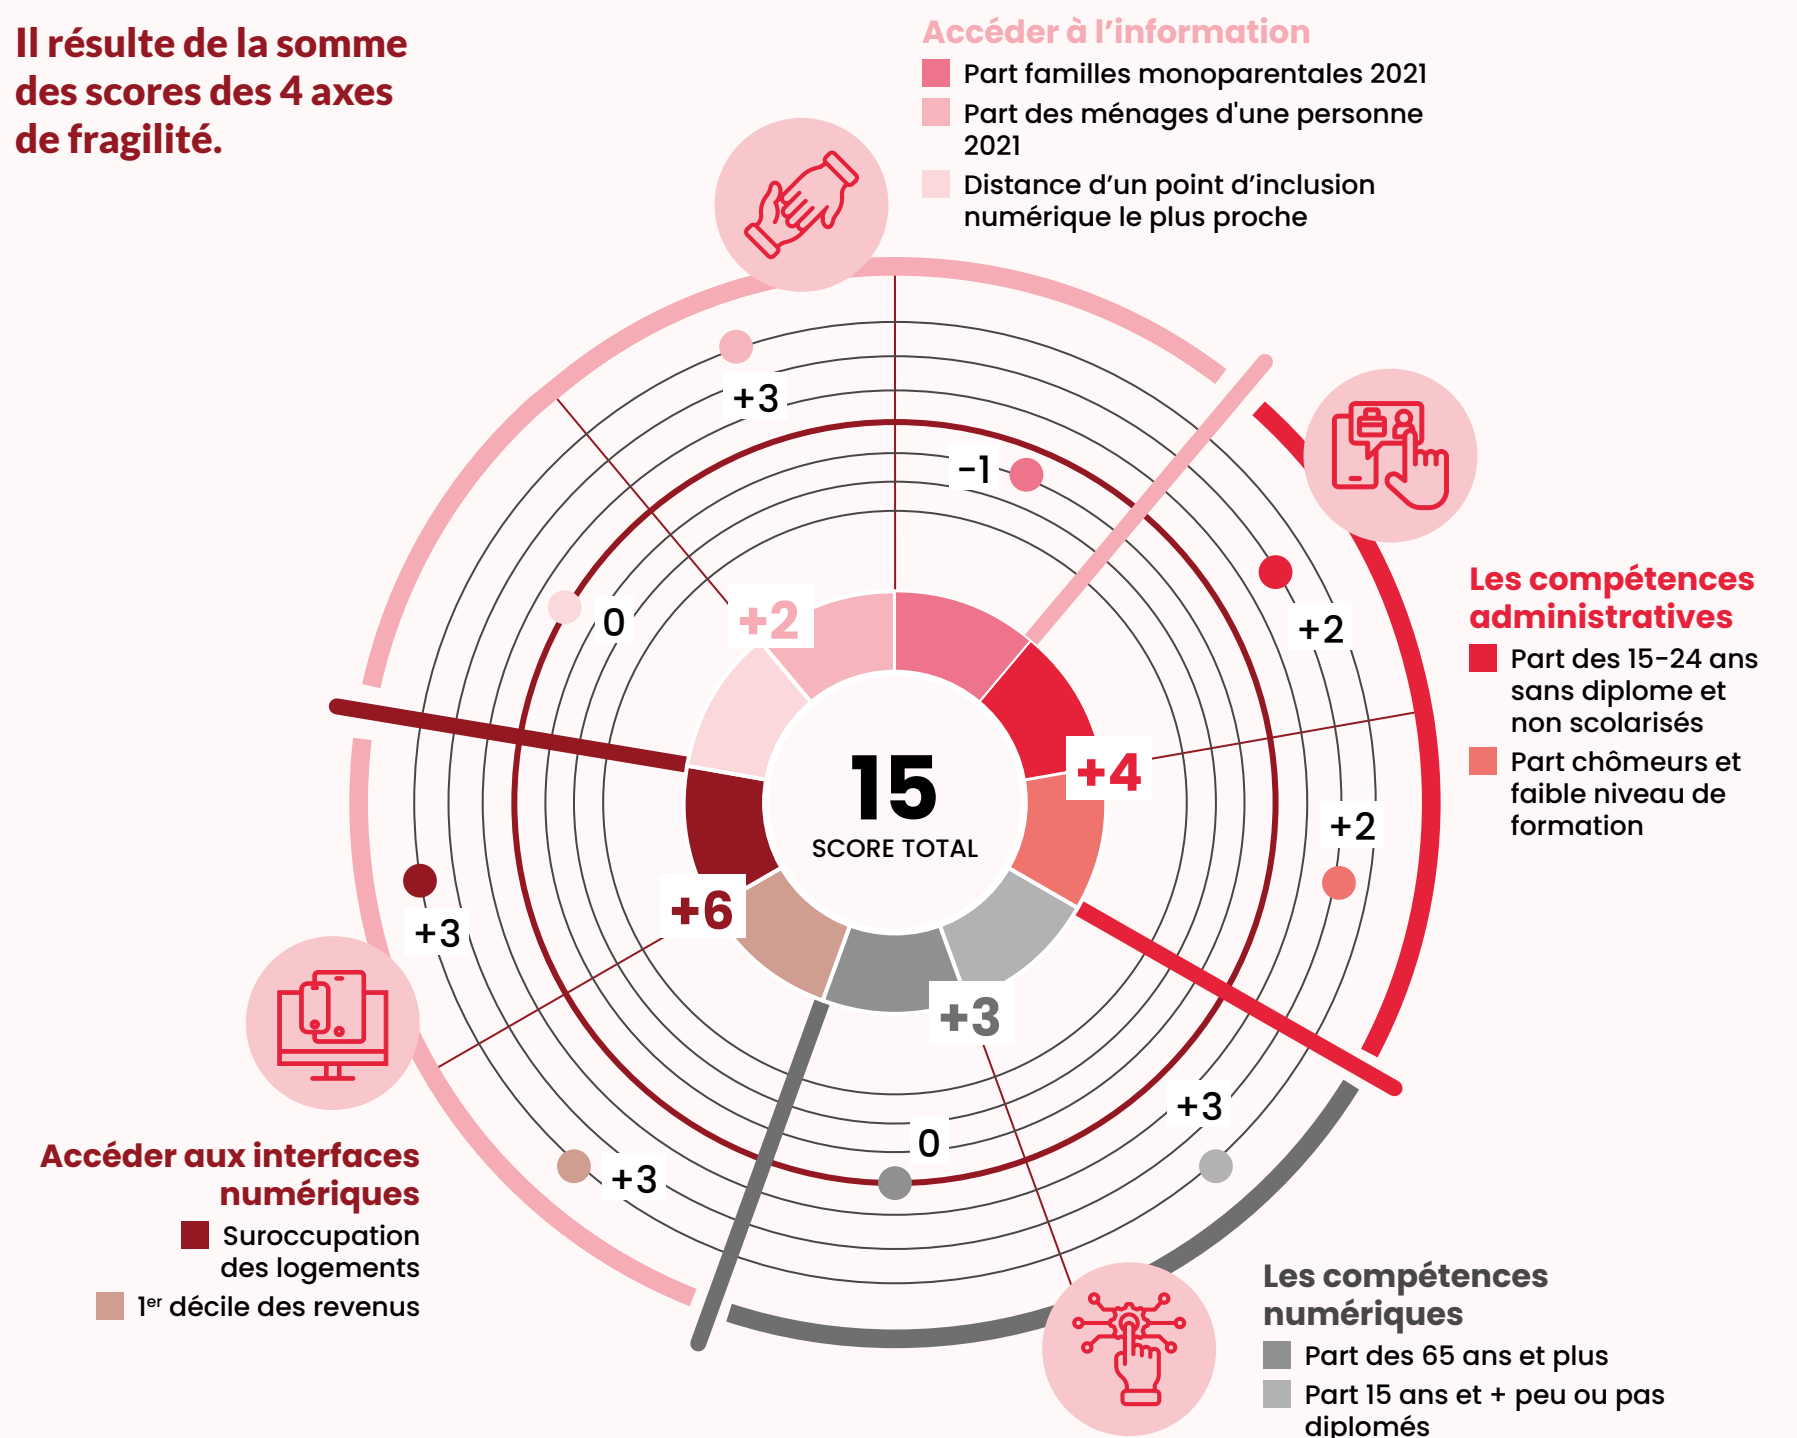 Il résulte de la somme
des scores des 4 axes
de fragilité.
Accéder à l’information
Part familles monoparentales 2021
Part des ménages d'une personne
2021
Distance d’un point d’inclusion
numérique le plus proche
+3
−1
0
+2
+2
Les compétences
administratives
Part des 15-24 ans
sans diplome et
non scolarisés
Part chômeurs et
faible niveau de
formation
+4
+2
15
SCORE TOTAL
+6
+3
+3
+3
0
+3
Accéder aux interfaces
numériques
Suroccupation
des logements
1er décile des revenus
Les compétences
numériques
Part des 65 ans et plus
Part 15 ans et + peu ou pas
diplomés